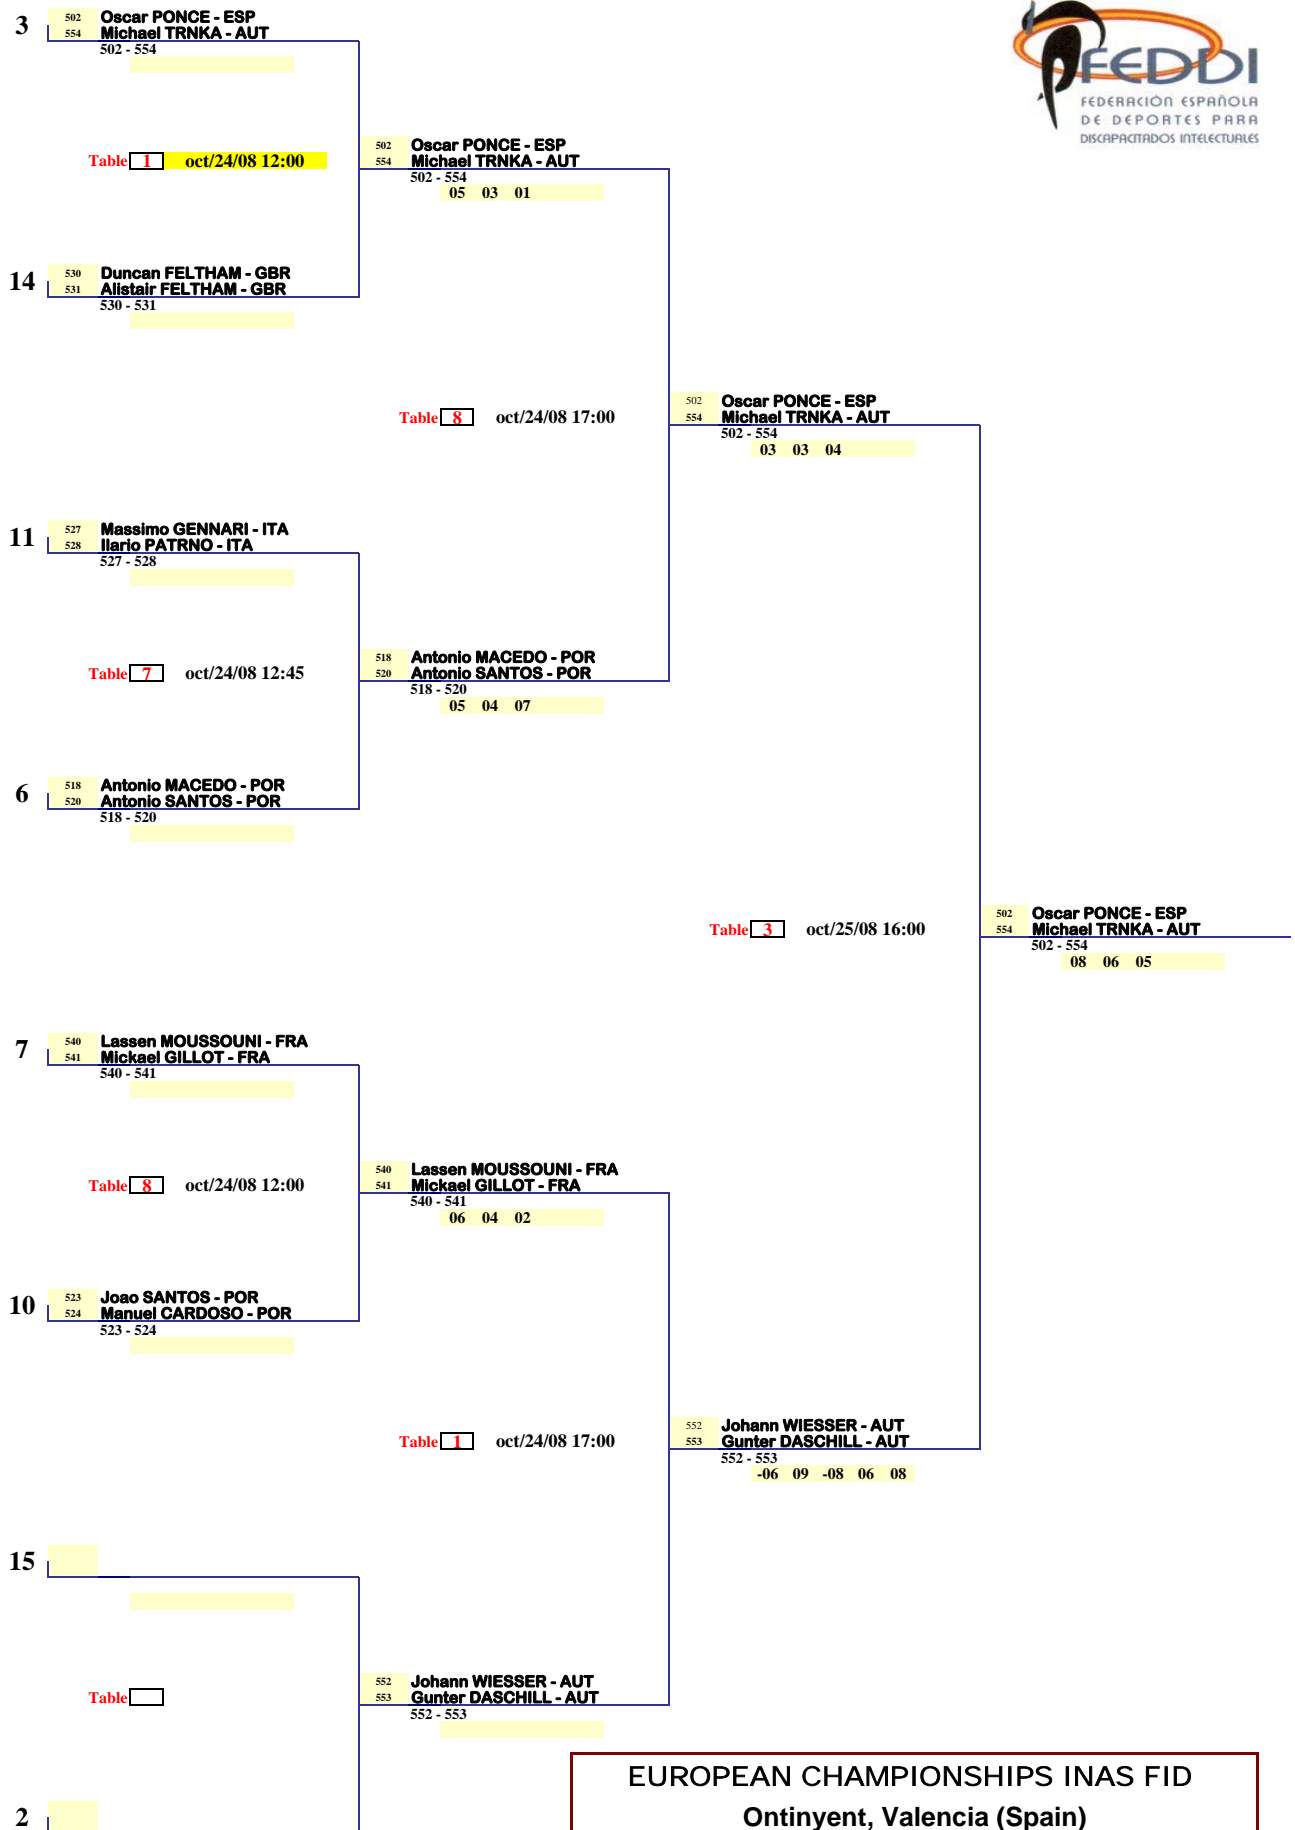 3
502 Oscar PONCE - ESP
554 Michael TRNKA - AUT
502 - 554
FEDDI
FEDERACIÓN ESPAÑOLA
DE DEPORTES PARA
DISCAPACITADOS INTELECTUALES
Table 1 oct/24/08 12:00
502 Oscar PONCE - ESP
554 Michael TRNKA - AUT
502 - 554
05 03 01
14
530 Duncan FELTHAM - GBR
531 Alistair FELTHAM - GBR
530 - 531
Table 8 oct/24/08 17:00
502 Oscar PONCE - ESP
554 Michael TRNKA - AUT
502 - 554
03 03 04
11
527 Massimo GENNARI - ITA
528 Ilario PATRNO - ITA
527 - 528
Table 7 oct/24/08 12:45
518 Antonio MACEDO - POR
520 Antonio SANTOS - POR
518 - 520
05 04 07
6
518 Antonio MACEDO - POR
520 Antonio SANTOS - POR
518 - 520
Table 3 oct/25/08 16:00
502 Oscar PONCE - ESP
554 Michael TRNKA - AUT
502 - 554
08 06 05
7
540 Lassen MOUSSOUNI - FRA
541 Mickael GILLOT - FRA
540 - 541
Table 8 oct/24/08 12:00
540 Lassen MOUSSOUNI - FRA
541 Mickael GILLOT - FRA
540 - 541
06 04 02
10
523 Joao SANTOS - POR
524 Manuel CARDOSO - POR
523 - 524
Table 1 oct/24/08 17:00
552 Johann WIESSER - AUT
553 Gunter DASCHILL - AUT
552 - 553
-06 09 -08 06 08
15
Table
552 Johann WIESSER - AUT
553 Gunter DASCHILL - AUT
552 - 553
EUROPEAN CHAMPIONSHIPS INAS FID
Ontinyent, Valencia (Spain)
2